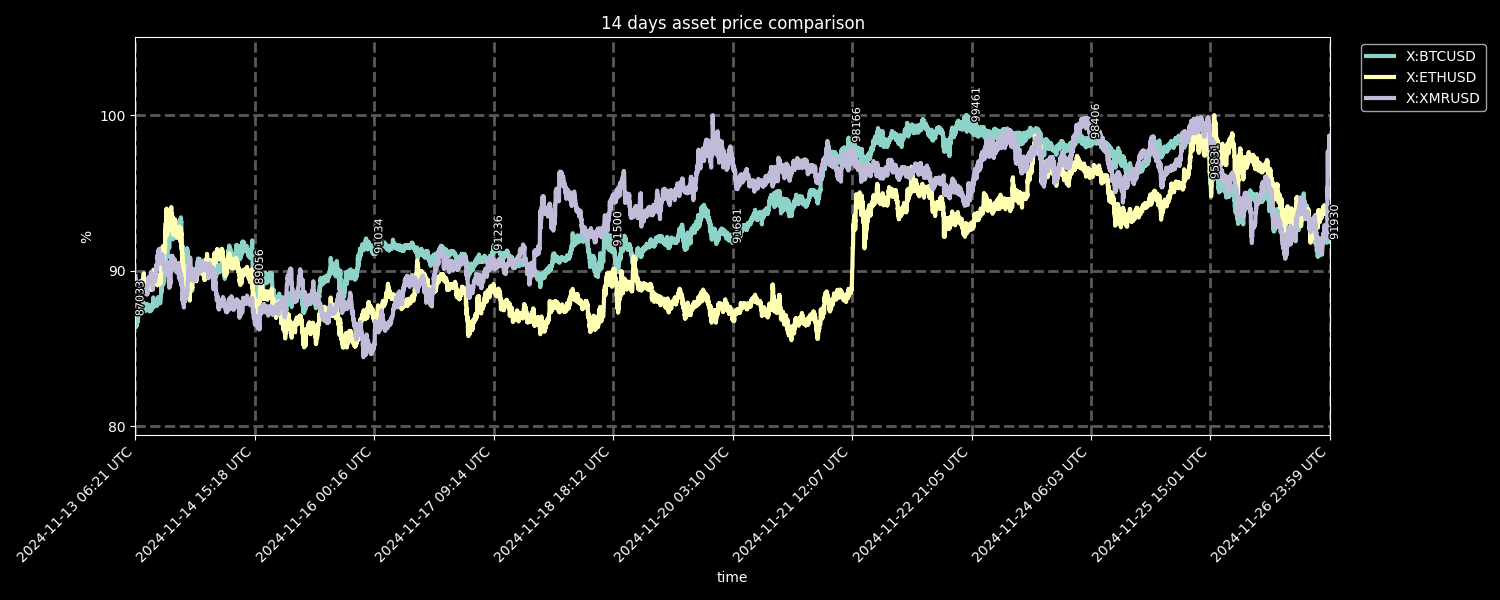 14 days asset price comparison
X:BTCUSD
X:ETHUSD
X:XMRUSD
100
90
80
%
87033
89056
91034
91236
91500
91681
98166
99461
98406
95831
91930
2024-11-13 06:21 UTC
2024-11-14 15:18 UTC
2024-11-16 00:16 UTC
2024-11-17 09:14 UTC
2024-11-18 18:12 UTC
2024-11-20 03:10 UTC
2024-11-21 12:07 UTC
2024-11-22 21:05 UTC
2024-11-24 06:03 UTC
2024-11-25 15:01 UTC
2024-11-26 23:59 UTC
time